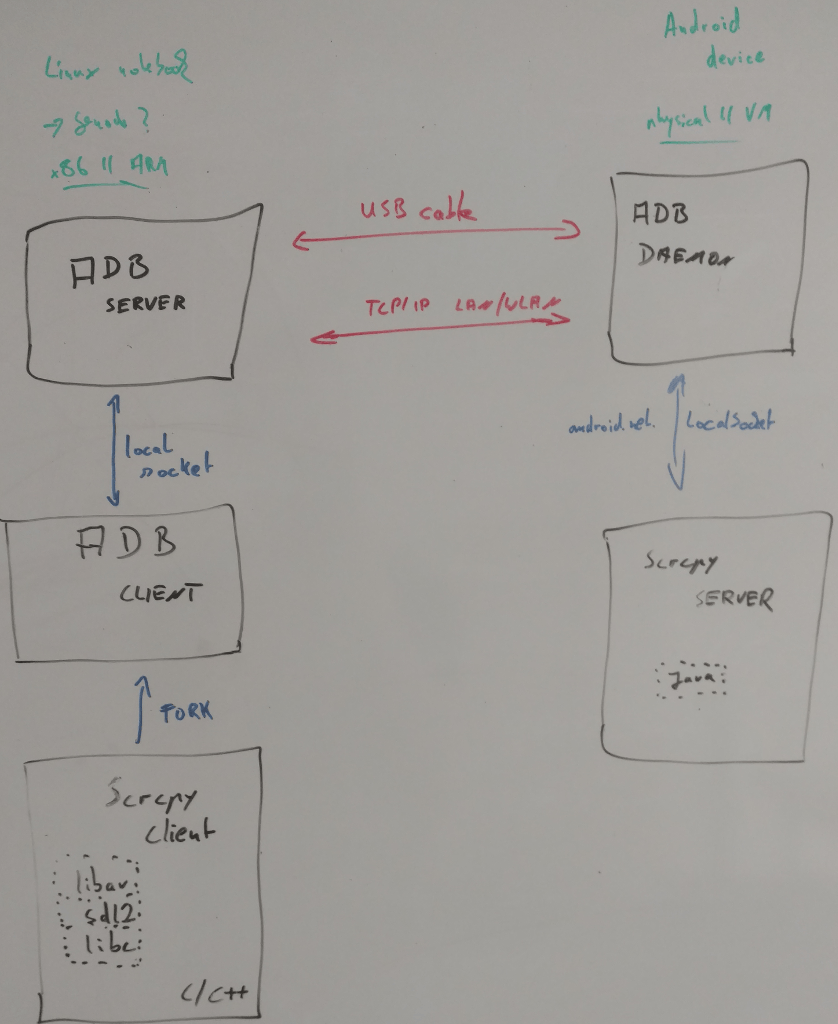 Linux notebook
→ Genode?
x86 || ARM
Android
device
physical || VM
ADB
SERVER
USB cable
TCP/IP LAN/WLAN
ADB
DAEMON
local
socket
android.net. LocalSocket
ADB
CLIENT
Scrcpy
SERVER
Java
FORK
Scrcpy
client
libav
sdl2
libc
C/C++